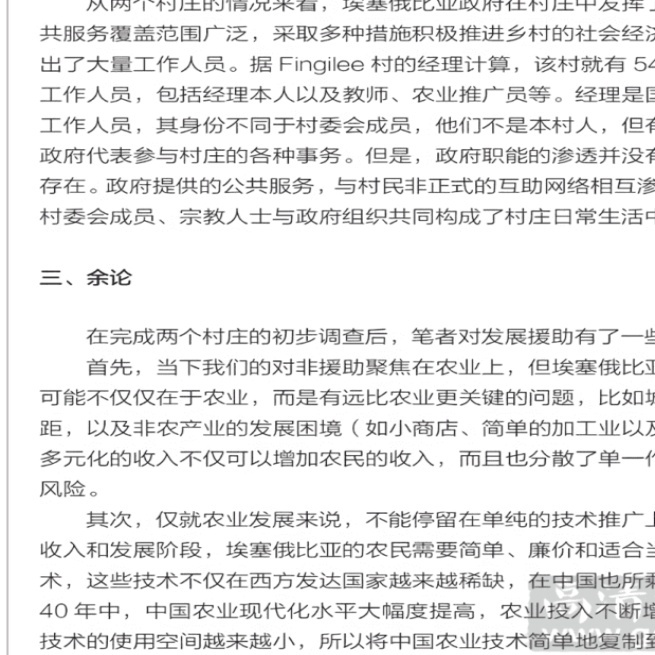 从两个村庄的情况来看，埃塞俄比亚政府在村庄中发挥了
共服务覆盖范围广泛，采取多种措施积极推进乡村的社会经济
出了大量工作人员。据 Fingilee 村的经理计算，该村就有 54
工作人员，包括经理本人以及教师、农业推广员等。经理是国
工作人员，其身份不同于村委会成员，他们不是本村人，但有
政府代表参与村庄的各种事务。但是，政府职能的渗透并没有
存在。政府提供的公共服务，与村民非正式的互助网络相互渗
村委会成员、宗教人士与政府组织共同构成了村庄日常生活中
三、余论
在完成两个村庄的初步调查后，笔者对发展援助有了一些
首先，当下我们的对非援助聚焦在农业上，但埃塞俄比亚
可能不仅仅在于农业，而是有远比农业更关键的问题，比如城
距，以及非农产业的发展困境（如小商店、简单的加工业以及
多元化的收入不仅可以增加农民的收入，而且也分散了单一作
风险。
其次，仅就农业发展来说，不能停留在单纯的技术推广上
收入和发展阶段，埃塞俄比亚的农民需要简单、廉价和适合当
术，这些技术不仅在西方发达国家越来越稀缺，在中国也所剩
40 年中，中国农业现代化水平大幅度提高，农业投入不断增
技术的使用空间越来越小，所以将中国农业技术简单地复制到